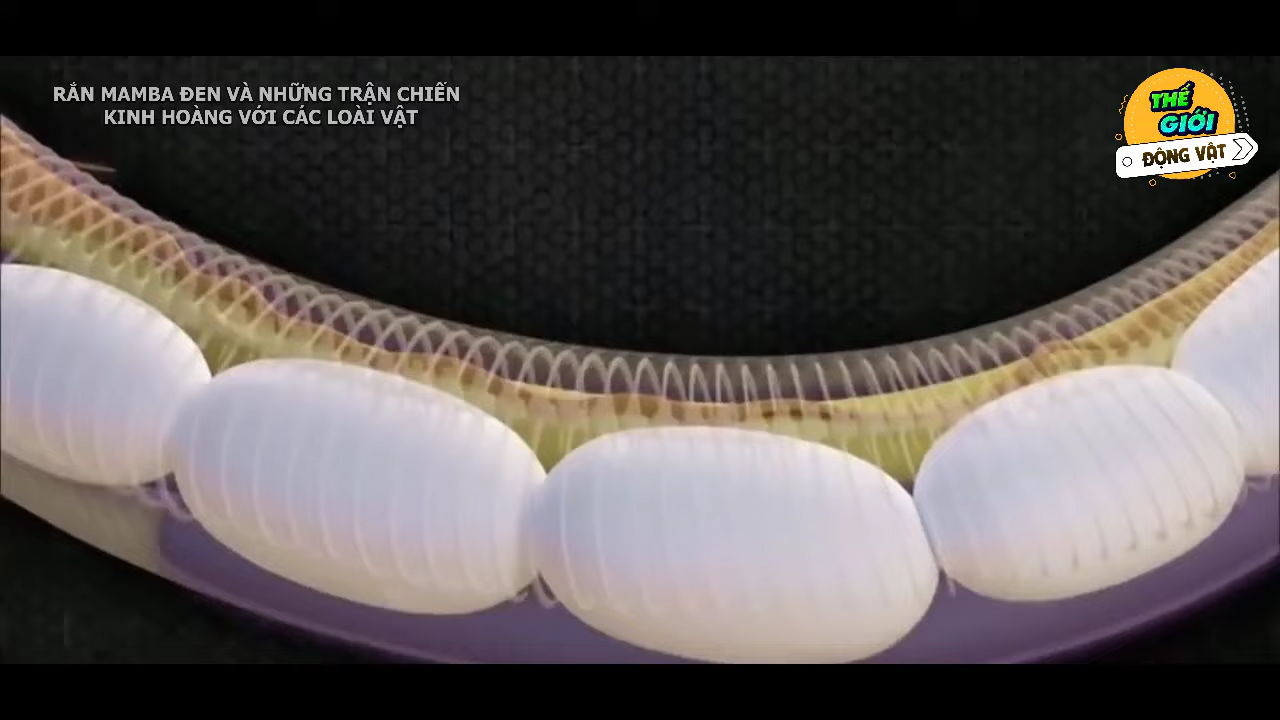 RẮN MAMBA ĐEN VÀ NHỮNG TRẬN CHIẾN
KINH HOÀNG VỚI CÁC LOÀI VẬT
THẾ
GIỚI
ĐỘNG VẬT